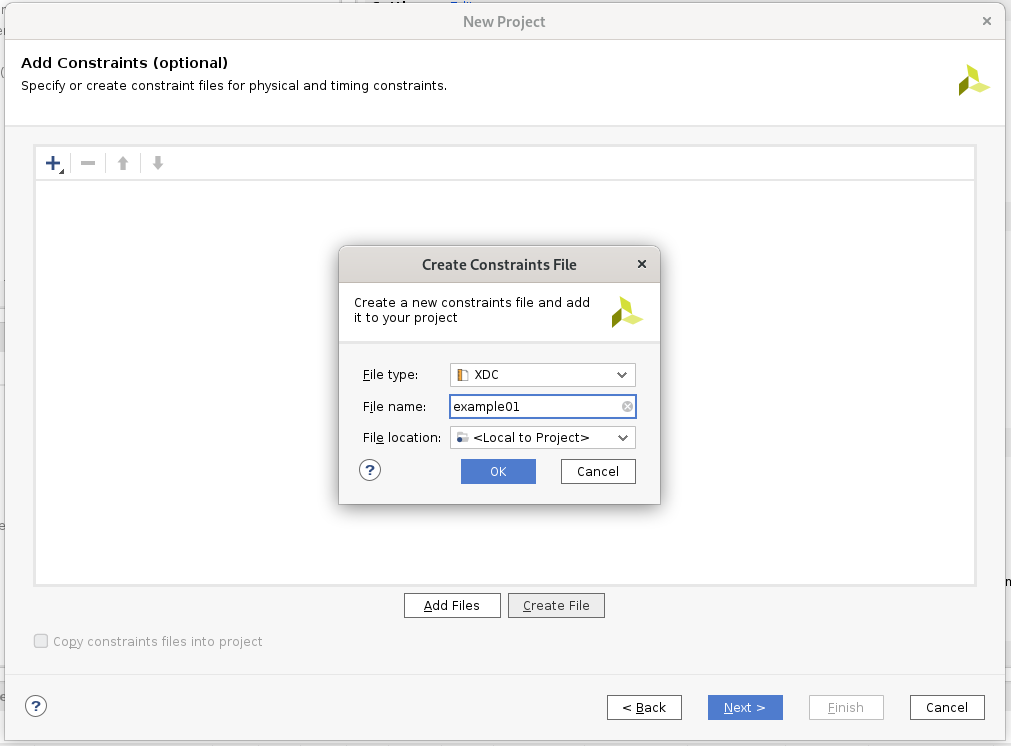 New Project
Add Constraints (optional)
Specify or create constraint files for physical and timing constraints.
Create Constraints File
Create a new constraints file and add
it to your project
File type:
XDC
File name:
example01
File location:
<Local to Project>
?
OK
Cancel
Add Files
Create File
Copy constraints files into project
?
< Back
Next >
Finish
Cancel